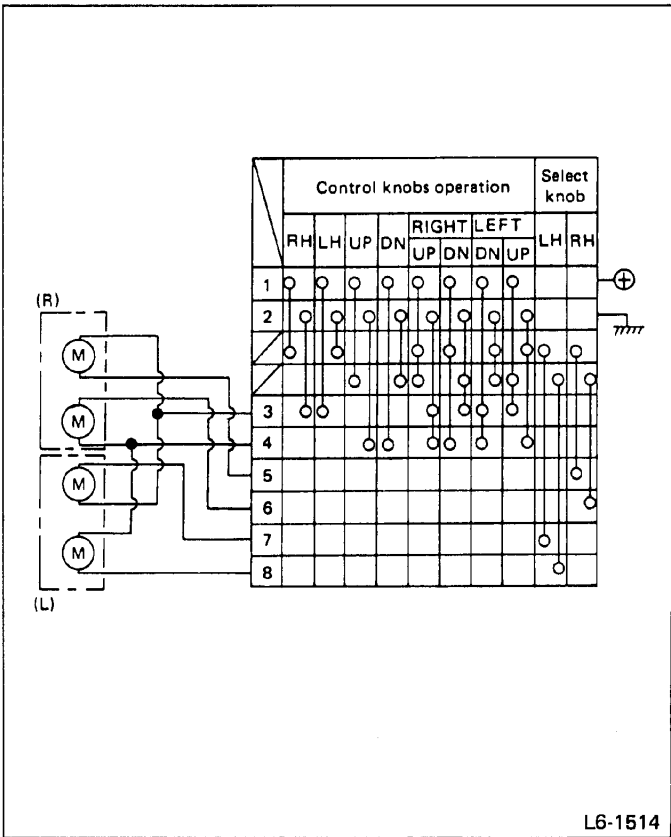 Control knobs operation Select knob
RH LH UP DN RIGHT LEFT LH RH
UP DN DN UP
1 ⊕
2
(R)
M
M 3
4
M 5
6
M 7
8
(L)
L6-1514